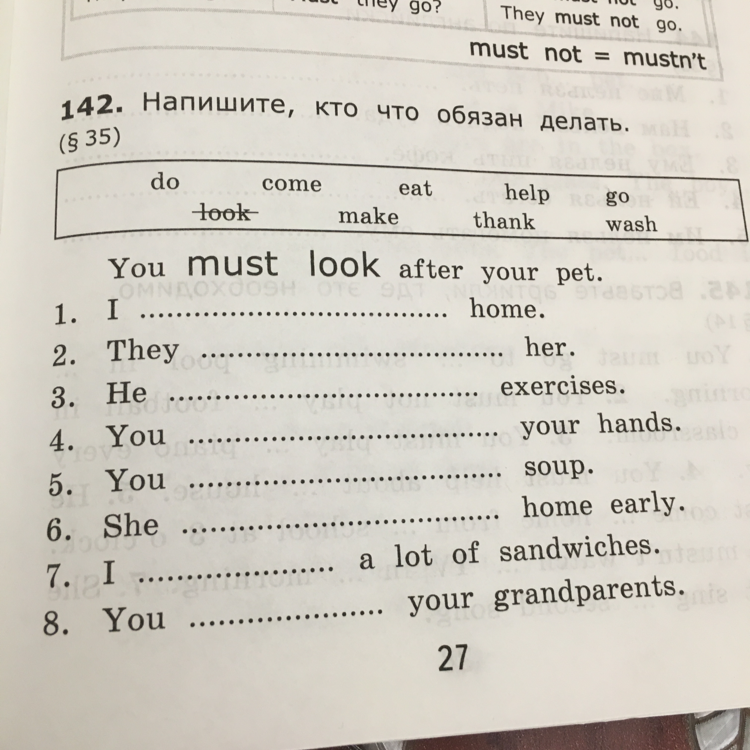 they go?
They must not go.
must not = mustn't
142. Напишите, кто что обязан делать.
(§ 35)
do come eat help go
look make thank wash
You must look after your pet.
1. I ........................................ home.
2. They ........................................ her.
3. He ........................................ exercises.
4. You ........................................ your hands.
5. You ........................................ soup.
6. She ........................................ home early.
7. I ......................... a lot of sandwiches.
8. You ......................... your grandparents.
27